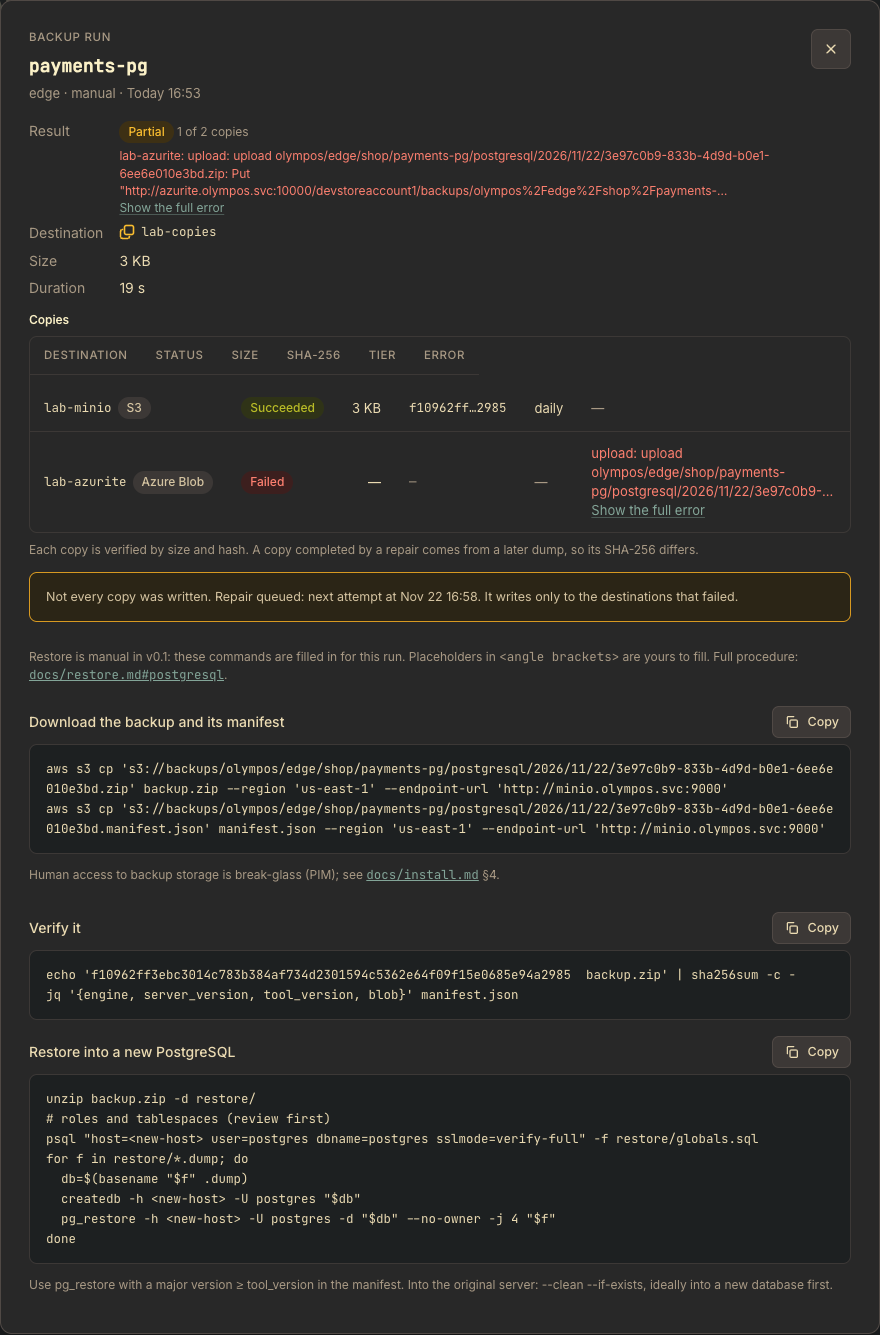 BACKUP RUN
payments-pg
edge · manual · Today 16:53
Result
Partial 1 of 2 copies
lab-azurite: upload: upload olympos/edge/shop/payments-pg/postgresql/2026/11/22/3e97c0b9-833b-4d9d-b0e1-
6ee6e010e3bd.zip: Put
"http://azurite.olympos.svc:10000/devstoreaccount1/backups/olympos%2Fedge%2Fshop%2Fpayments-...
Show the full error
Destination lab-copies
Size 3 KB
Duration 19 s
Copies
DESTINATION STATUS SIZE SHA-256 TIER ERROR
lab-minio S3 Succeeded 3 KB f10962ff…2985 daily —
lab-azurite Azure Blob Failed — — —
upload: upload
olympos/edge/shop/payments-
pg/postgresql/2026/11/22/3e97c0b9-...
Show the full error
Each copy is verified by size and hash. A copy completed by a repair comes from a later dump, so its SHA-256 differs.
Not every copy was written. Repair queued: next attempt at Nov 22 16:58. It writes only to the destinations that failed.
Restore is manual in v0.1: these commands are filled in for this run. Placeholders in <angle brackets> are yours to fill. Full procedure:
docs/restore.md#postgresql.
Download the backup and its manifest
Copy
aws s3 cp 's3://backups/olympos/edge/shop/payments-pg/postgresql/2026/11/22/3e97c0b9-833b-4d9d-b0e1-6ee6e
010e3bd.zip' backup.zip --region 'us-east-1' --endpoint-url 'http://minio.olympos.svc:9000'
aws s3 cp 's3://backups/olympos/edge/shop/payments-pg/postgresql/2026/11/22/3e97c0b9-833b-4d9d-b0e1-6ee6e
010e3bd.manifest.json' manifest.json --region 'us-east-1' --endpoint-url 'http://minio.olympos.svc:9000'
Human access to backup storage is break-glass (PIM); see docs/install.md §4.
Verify it
Copy
echo 'f10962ff3ebc3014c783b384af734d2301594c5362e64f09f15e0685e94a2985  backup.zip' | sha256sum -c -
jq '{engine, server_version, tool_version, blob}' manifest.json
Restore into a new PostgreSQL
Copy
unzip backup.zip -d restore/
# roles and tablespaces (review first)
psql "host=<new-host> user=postgres dbname=postgres sslmode=verify-full" -f restore/globals.sql
for f in restore/*.dump; do
  db=$(basename "$f" .dump)
  createdb -h <new-host> -U postgres "$db"
  pg_restore -h <new-host> -U postgres -d "$db" --no-owner -j 4 "$f"
done
Use pg_restore with a major version ≥ tool_version in the manifest. Into the original server: --clean --if-exists, ideally into a new database first.